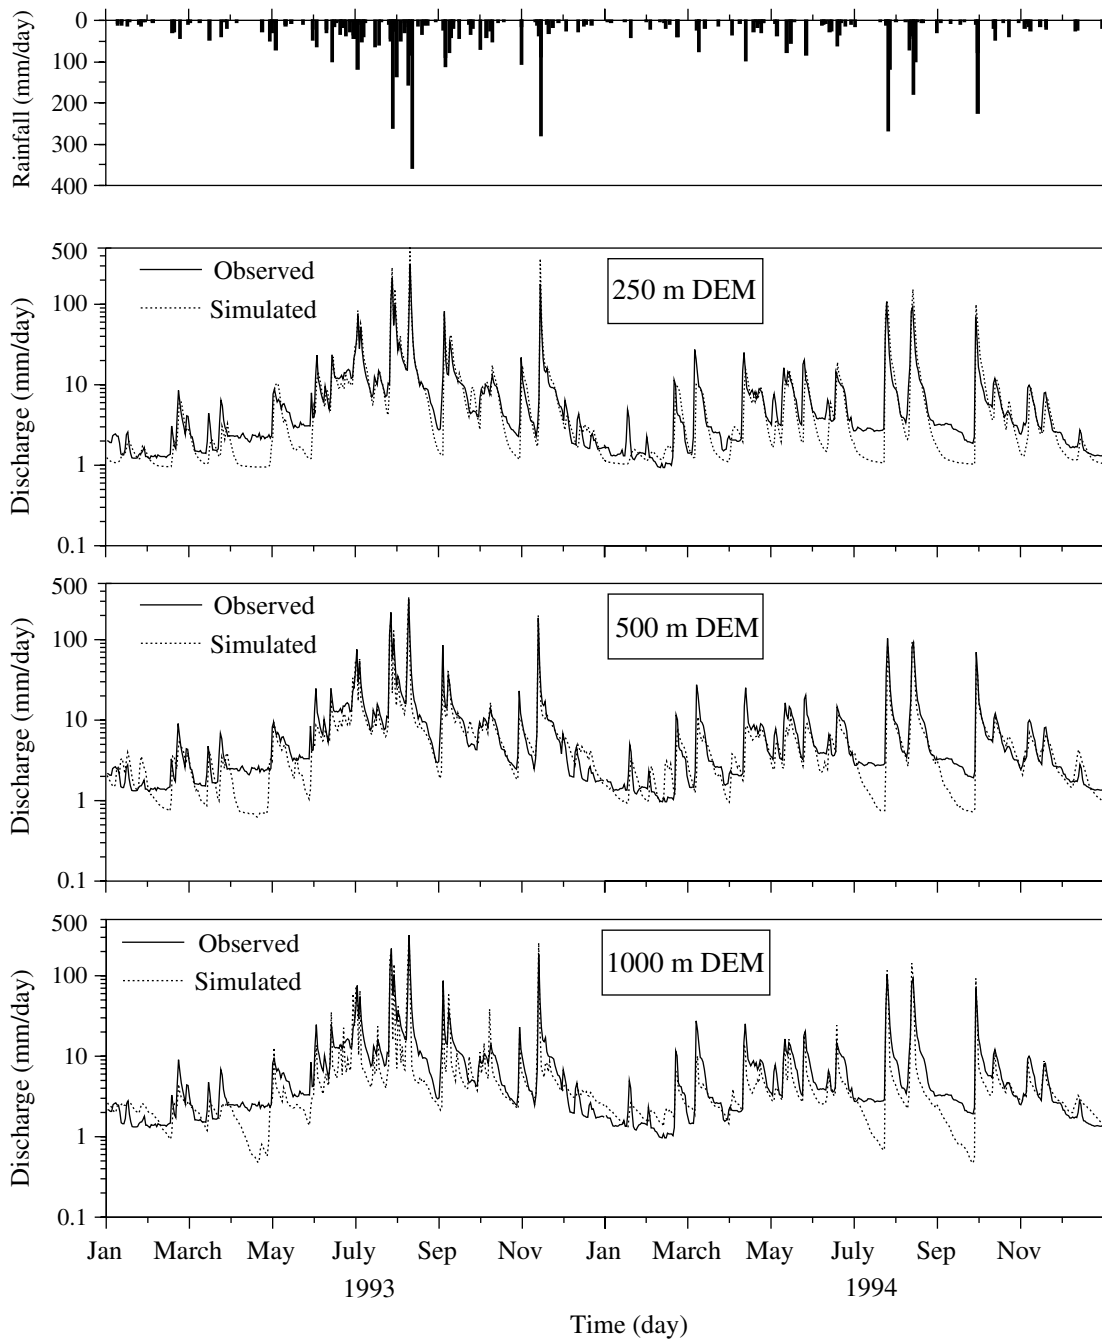 0
100
200
300
400
Rainfall (mm/day)
500
100
10
1
0.1
Discharge (mm/day)
Observed
Simulated
250 m DEM
500
100
10
1
0.1
Discharge (mm/day)
Observed
Simulated
500 m DEM
500
100
10
1
0.1
Discharge (mm/day)
Observed
Simulated
1000 m DEM
Jan March May July Sep Nov Jan March May July Sep Nov
1993 1994
Time (day)